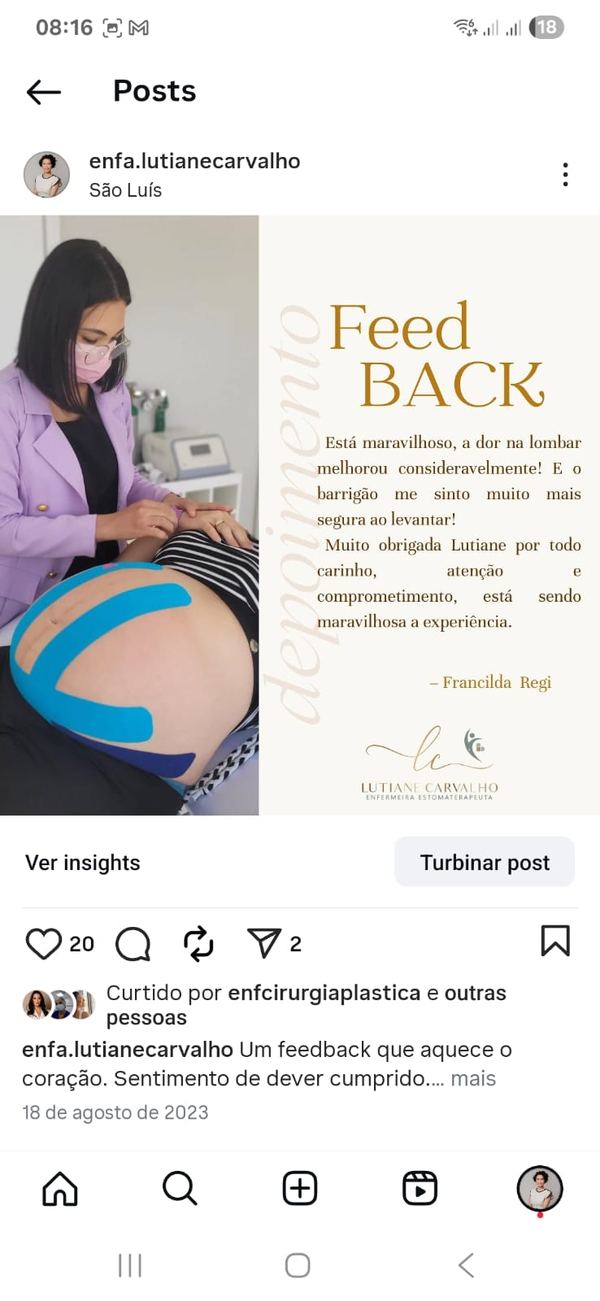 08:16
18
Posts
enfa.lutianecarvalho
São Luís
depoimento
Feed
BACK
Está maravilhoso, a dor na lombar
melhorou consideravelmente! E o
barrigão me sinto muito mais
segura ao levantar!
Muito obrigada Lutiane por todo
carinho, atenção e
comprometimento, está sendo
maravilhosa a experiência.
– Francilda Regi
lc
LUTIANE CARVALHO
ENFERMEIRA ESTOMATERAPEUTA
Ver insights
Turbinar post
20
2
Curtido por enfcirurgiaplastica e outras
pessoas
enfa.lutianecarvalho Um feedback que aquece o
coração. Sentimento de dever cumprido.... mais
18 de agosto de 2023